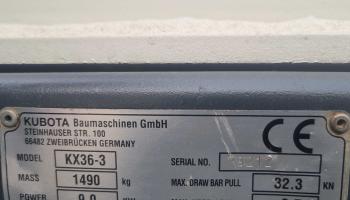 KUBOTA Baumaschinen GmbH
STEINHAUSER STR. 100
66482 ZWEIBRÜCKEN GERMANY
CE
MODEL KX36-3 SERIAL NO.
MASS 1490 kg MAX. DRAW BAR PULL 32.3 KN
POWER